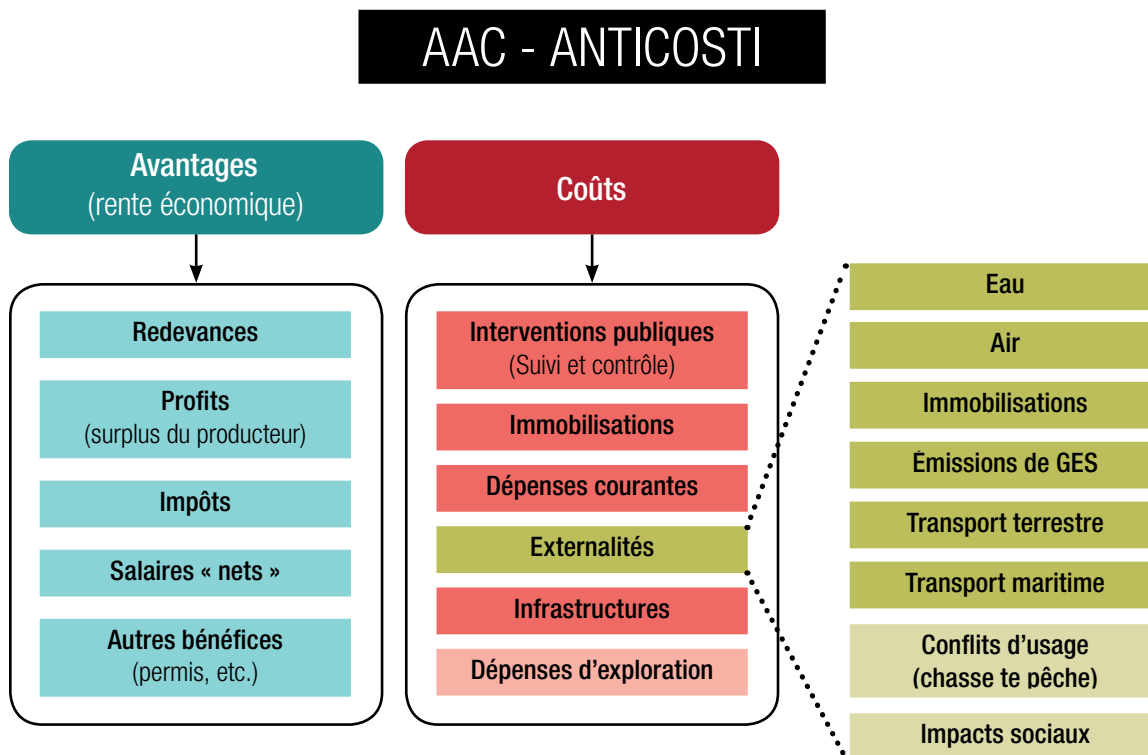 AAC - ANTICOSTI
Avantages
(rente économique)
Redevances
Profits
(surplus du producteur)
Impôts
Salaires « nets »
Autres bénéfices
(permis, etc.)
Coûts
Interventions publiques
(Suivi et contrôle)
Immobilisations
Dépenses courantes
Externalités
Infrastructures
Dépenses d’exploration
Eau
Air
Immobilisations
Émissions de GES
Transport terrestre
Transport maritime
Conflits d’usage
(chasse te pêche)
Impacts sociaux